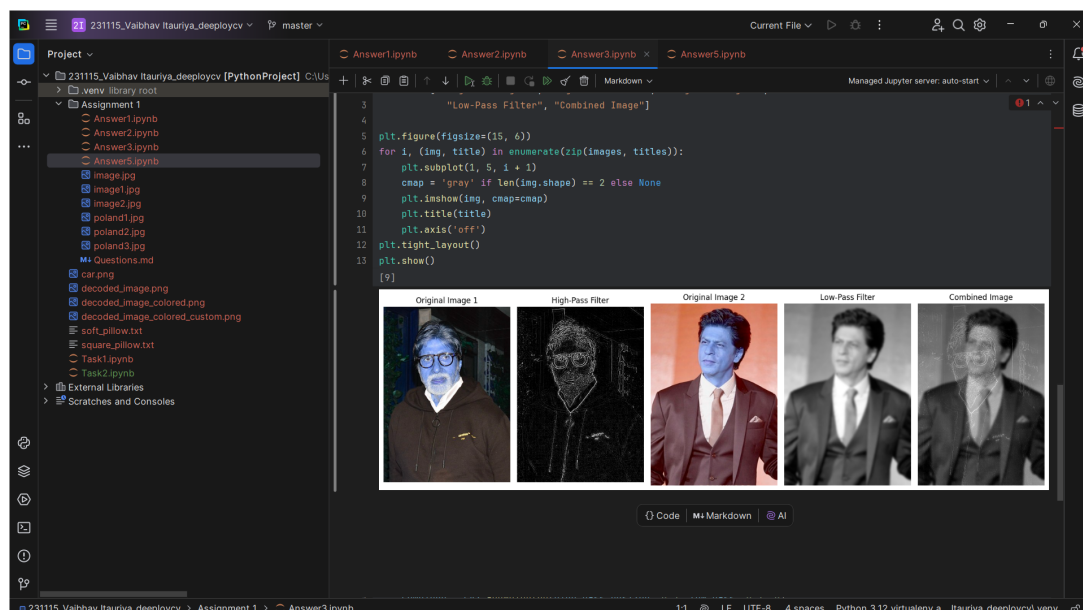 231115_Vaibhav Itauriya_deeploycv
master
Current File
Project
Answer1.ipynb
Answer2.ipynb
Answer3.ipynb
Answer5.ipynb
Markdown
Managed Jupyter server: auto-start
231115_Vaibhav Itauriya_deeploycv [PythonProject] C:\Us
.venv library root
Assignment 1
Answer1.ipynb
Answer2.ipynb
Answer3.ipynb
Answer5.ipynb
image.jpg
image1.jpg
image2.jpg
poland1.jpg
poland2.jpg
poland3.jpg
M↓ Questions.md
car.png
decoded_image.png
decoded_image_colored.png
decoded_image_colored_custom.png
soft_pillow.txt
square_pillow.txt
Task1.ipynb
Task2.ipynb
External Libraries
Scratches and Consoles
3 "Low-Pass Filter", "Combined Image"]
1
4
5 plt.figure(figsize=(15, 6))
6 for i, (img, title) in enumerate(zip(images, titles)):
7 plt.subplot(1, 5, i + 1)
8 cmap = 'gray' if len(img.shape) == 2 else None
9 plt.imshow(img, cmap=cmap)
10 plt.title(title)
11 plt.axis('off')
12 plt.tight_layout()
13 plt.show()
[9]
Original Image 1
High-Pass Filter
Original Image 2
Low-Pass Filter
Combined Image
{} Code
M↓ Markdown
AI
231115_Vaibhav Itauriya_deeploycv > Assignment 1 > Answer3.ipynb
1:1 LF UTF-8 4 spaces